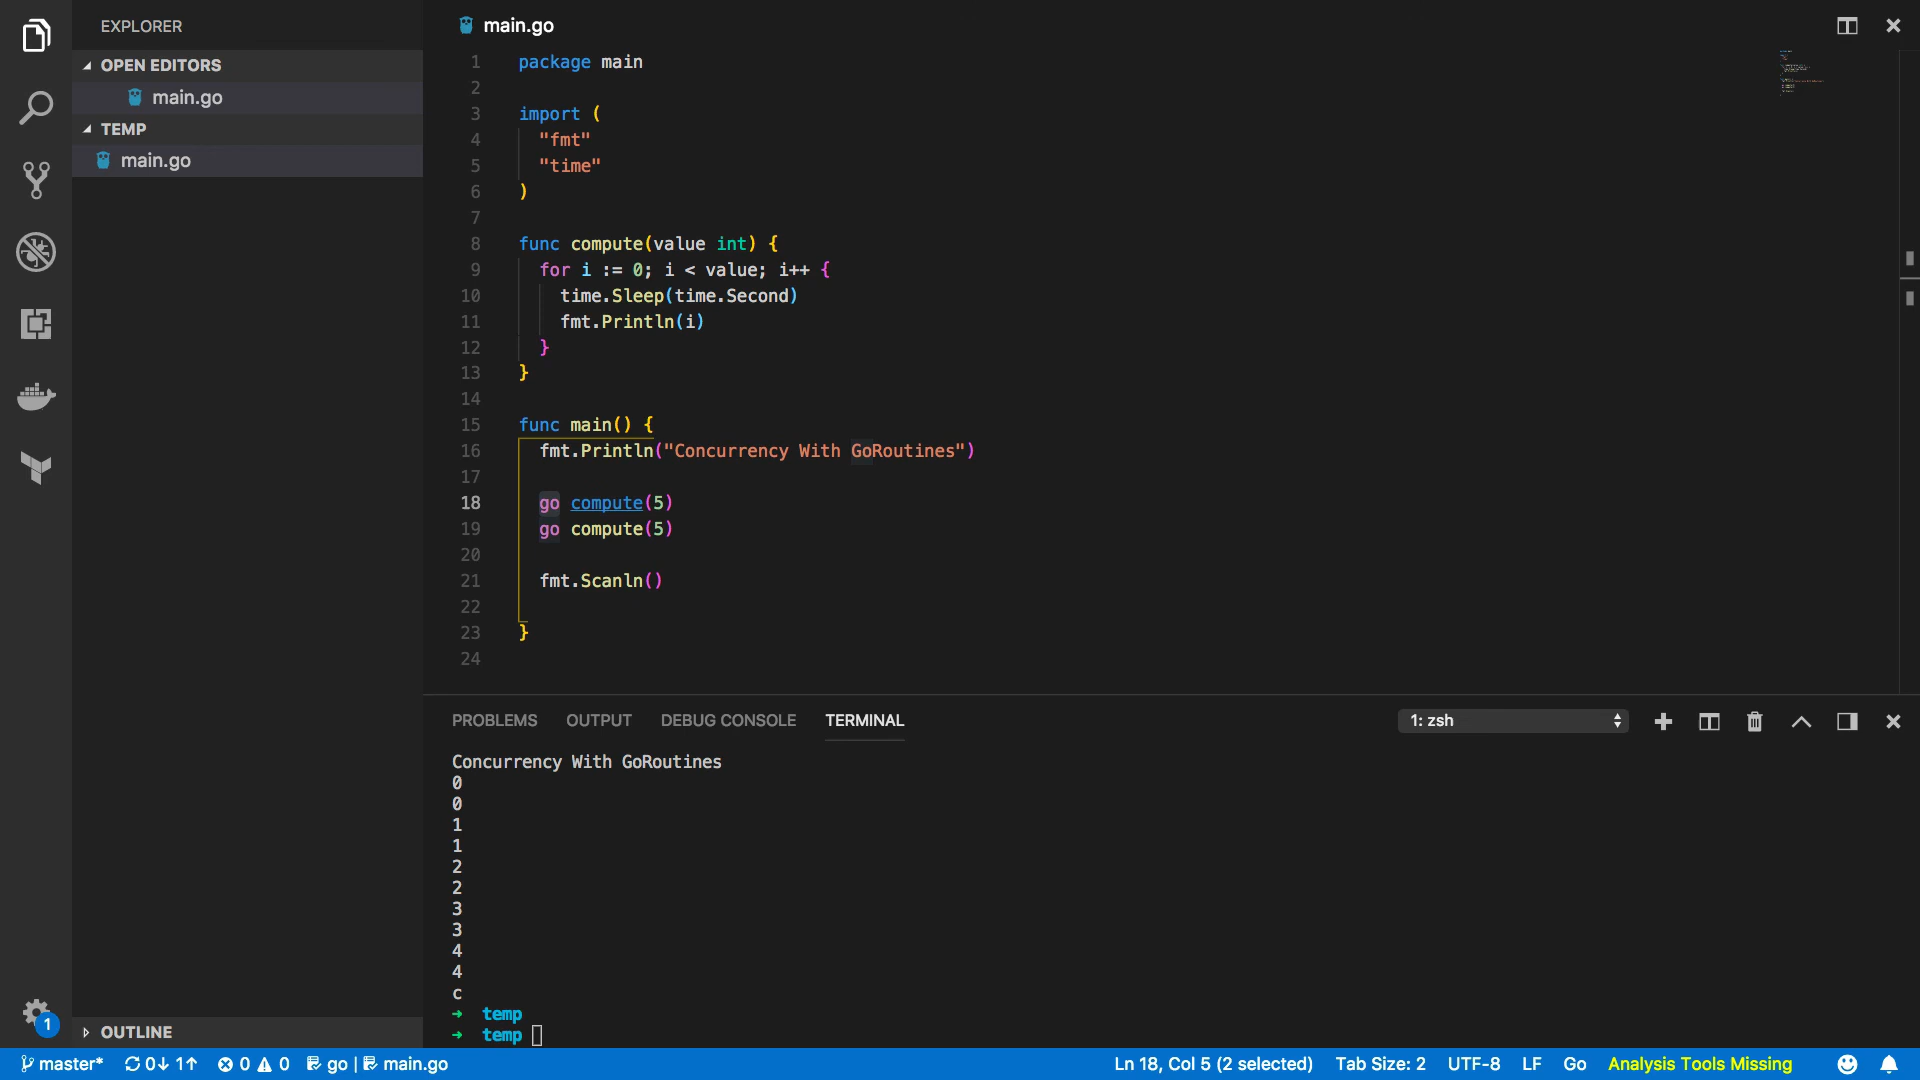 EXPLORER
OPEN EDITORS
main.go
TEMP
main.go
OUTLINE
1
main.go
1 package main
2
3 import (
4 "fmt"
5 "time"
6 )
7
8 func compute(value int) {
9 for i := 0; i < value; i++ {
10 time.Sleep(time.Second)
11 fmt.Println(i)
12 }
13 }
14
15 func main() {
16 fmt.Println("Concurrency With GoRoutines")
17
18 go compute(5)
19 go compute(5)
20
21 fmt.Scanln()
22
23 }
24
PROBLEMS OUTPUT DEBUG CONSOLE TERMINAL 1: zsh
Concurrency With GoRoutines
0
0
1
1
2
2
3
3
4
4
c
→ temp
→ temp
master* 0↓ 1↑ 0 0 go | main.go Ln 18, Col 5 (2 selected) Tab Size: 2 UTF-8 LF Go Analysis Tools Missing